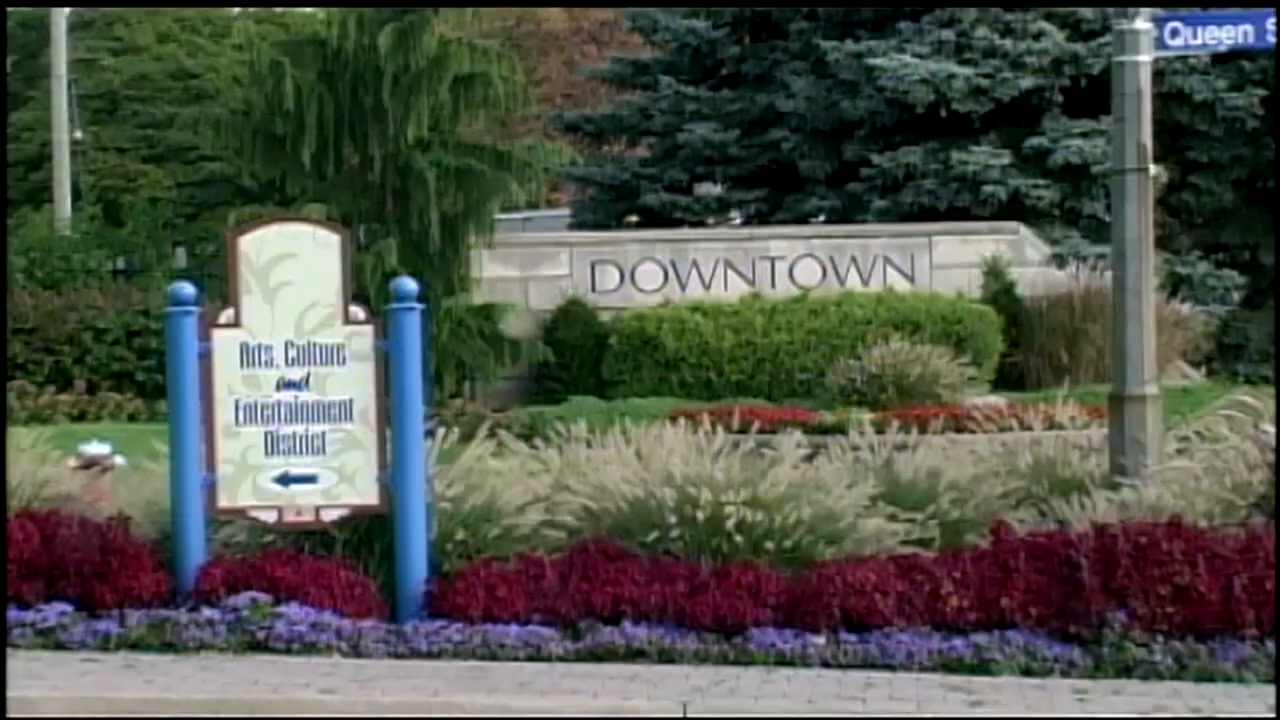 Queen S
DOWNTOWN
Arts, Culture
and
Entertainment
District